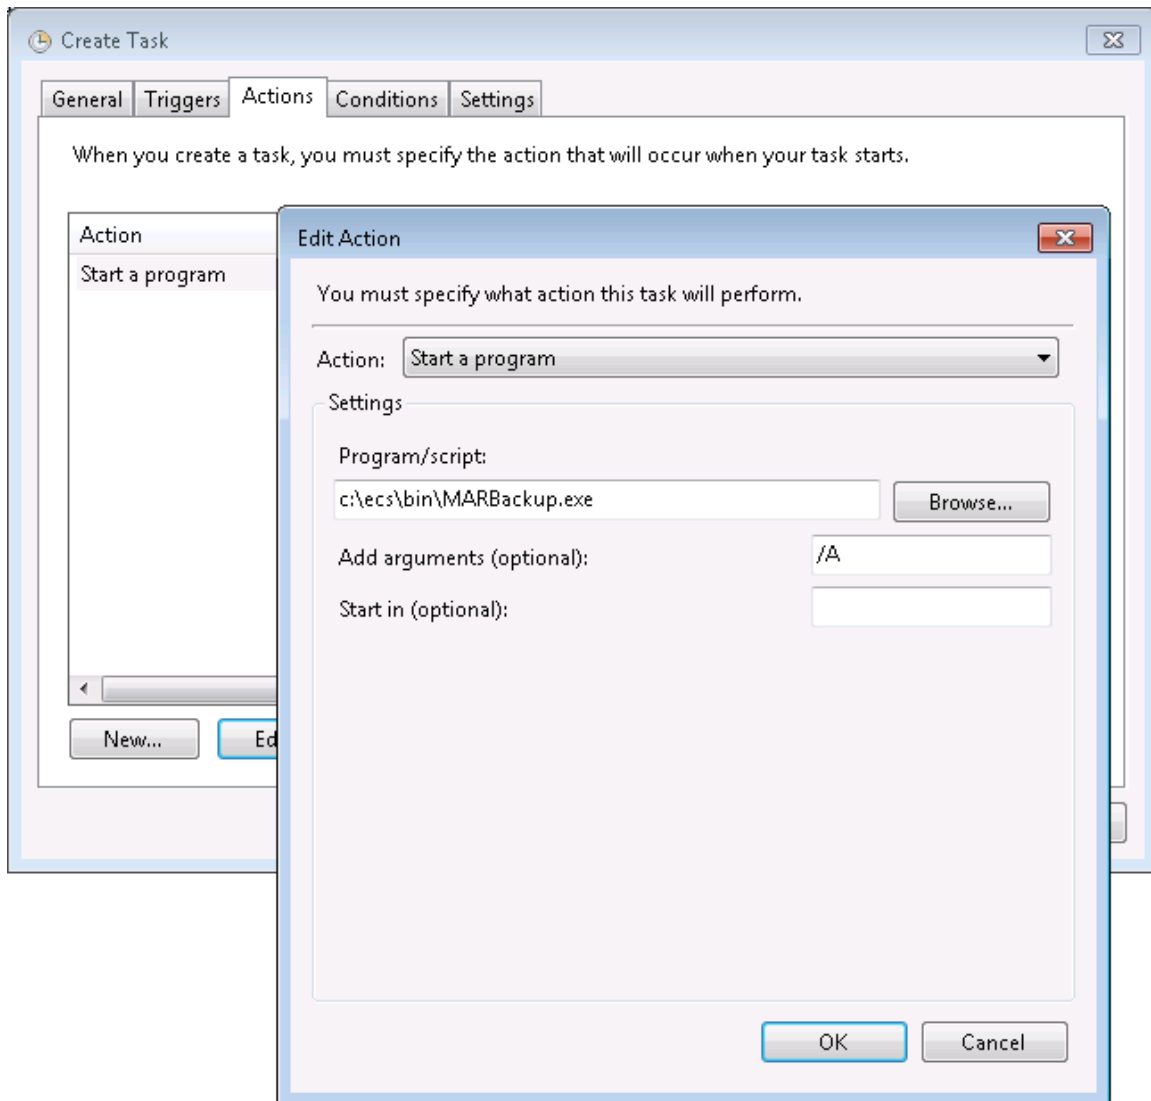 Create Task
General Triggers Actions Conditions Settings
When you create a task, you must specify the action that will occur when your task starts.
Action
Start a program
New...
Edit Action
You must specify what action this task will perform.
Action: Start a program
Settings
Program/script:
c:\ecs\bin\MARBackup.exe Browse...
Add arguments (optional): /A
Start in (optional):
OK Cancel